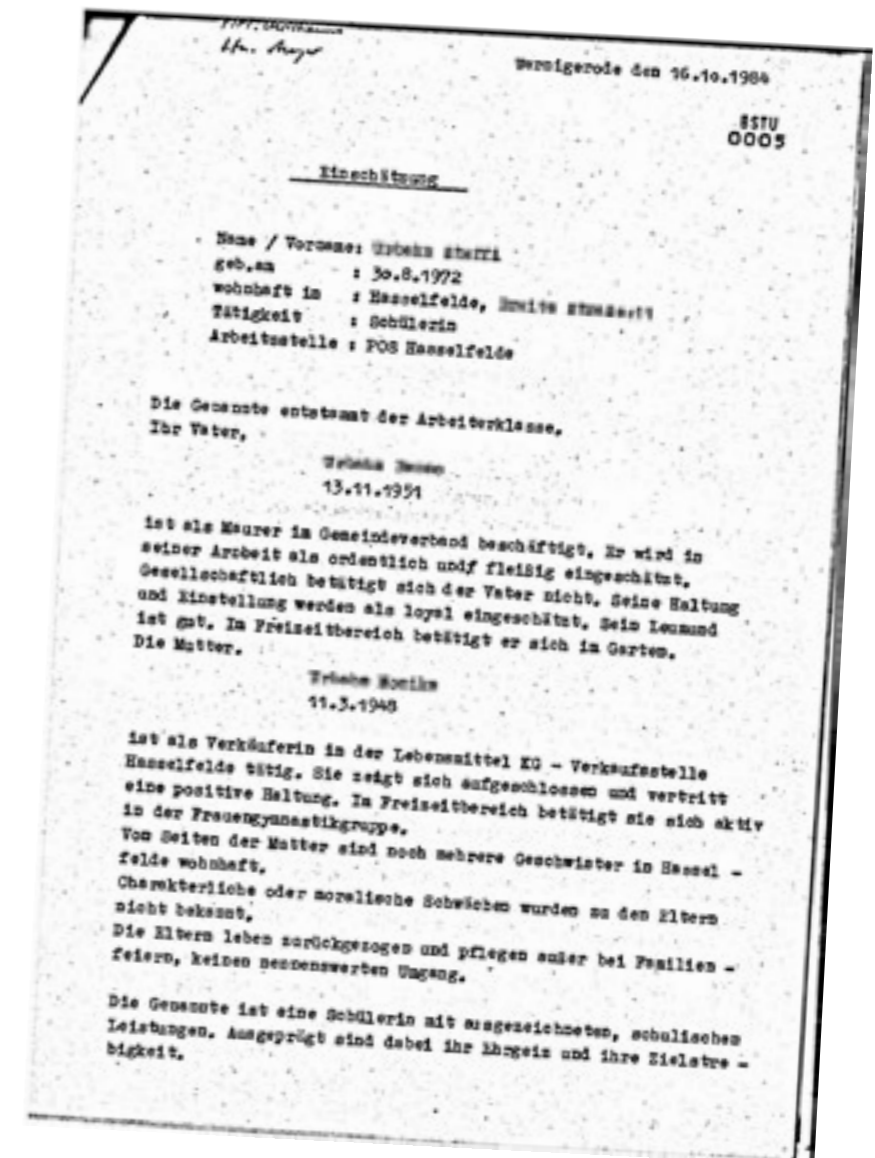 Hn. Meyer
Wernigerode den 16.10.1984
BSTU
0005
Einschätzung
Name / Vorname:
geb.am : 30.8.1972
wohnhaft in : Hasselfelde,
Tätigkeit : Schülerin
Arbeitsstelle : POS Hasselfelde
Die Genannte entstammt der Arbeiterklasse.
Ihr Vater,
13.11.1951
ist als Maurer im Gemeindeverband beschäftigt. Er wird in
seiner Arobeit als ordentlich undf fleißig eingeschätzt.
Gesellschaftlich betätigt sich der Vater nicht. Seine Haltung
und Einstellung werden als loyal eingeschätzt. Sein Leumund
ist gut. Im Freizeitbereich betätigt er sich im Garten.
Die Mutter.
11.3.1948
ist als Verkäuferin in der Lebensmittel KG - Verkaufsstelle
Hasselfelde tätig. Sie zeigt sich aufgeschlossen und vertritt
eine positive Haltung. Im Freizeitbereich betätigt sie sich aktiv
in der Frauengymnastikgruppe.
Von Seiten der Mutter sind noch mehrere Geschwister in Hassel -
felde wohnhaft.
Charakterliche oder moralische Schwächen wurden zu den Eltern
nicht bekannt.
Die Eltern leben zurückgezogen und pflegen außer bei Familien -
feiern, keinen nennenswerten Umgang.
Die Genannte ist eine Schülerin mit ausgezeichneten, schulischen
Leistungen. Ausgeprägt sind dabei ihr Ehrgeiz und ihre Zielstre -
bigkeit.